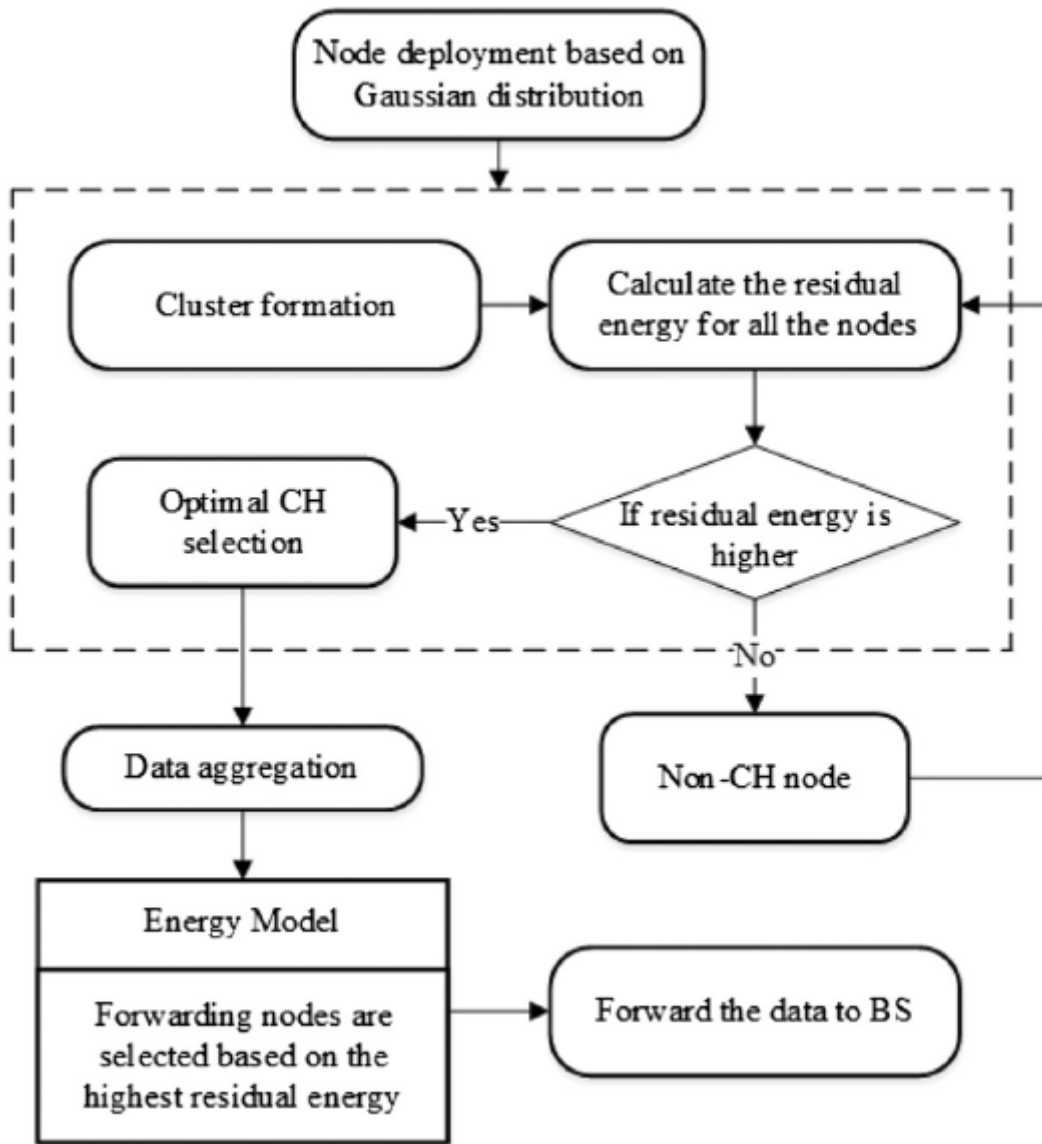 Node deployment based on
Gaussian distribution
Cluster formation
Calculate the residual
energy for all the nodes
Optimal CH
selection
Yes
If residual energy is
higher
No
Data aggregation
Non-CH node
Energy Model
Forwarding nodes are
selected based on the
highest residual energy
Forward the data to BS